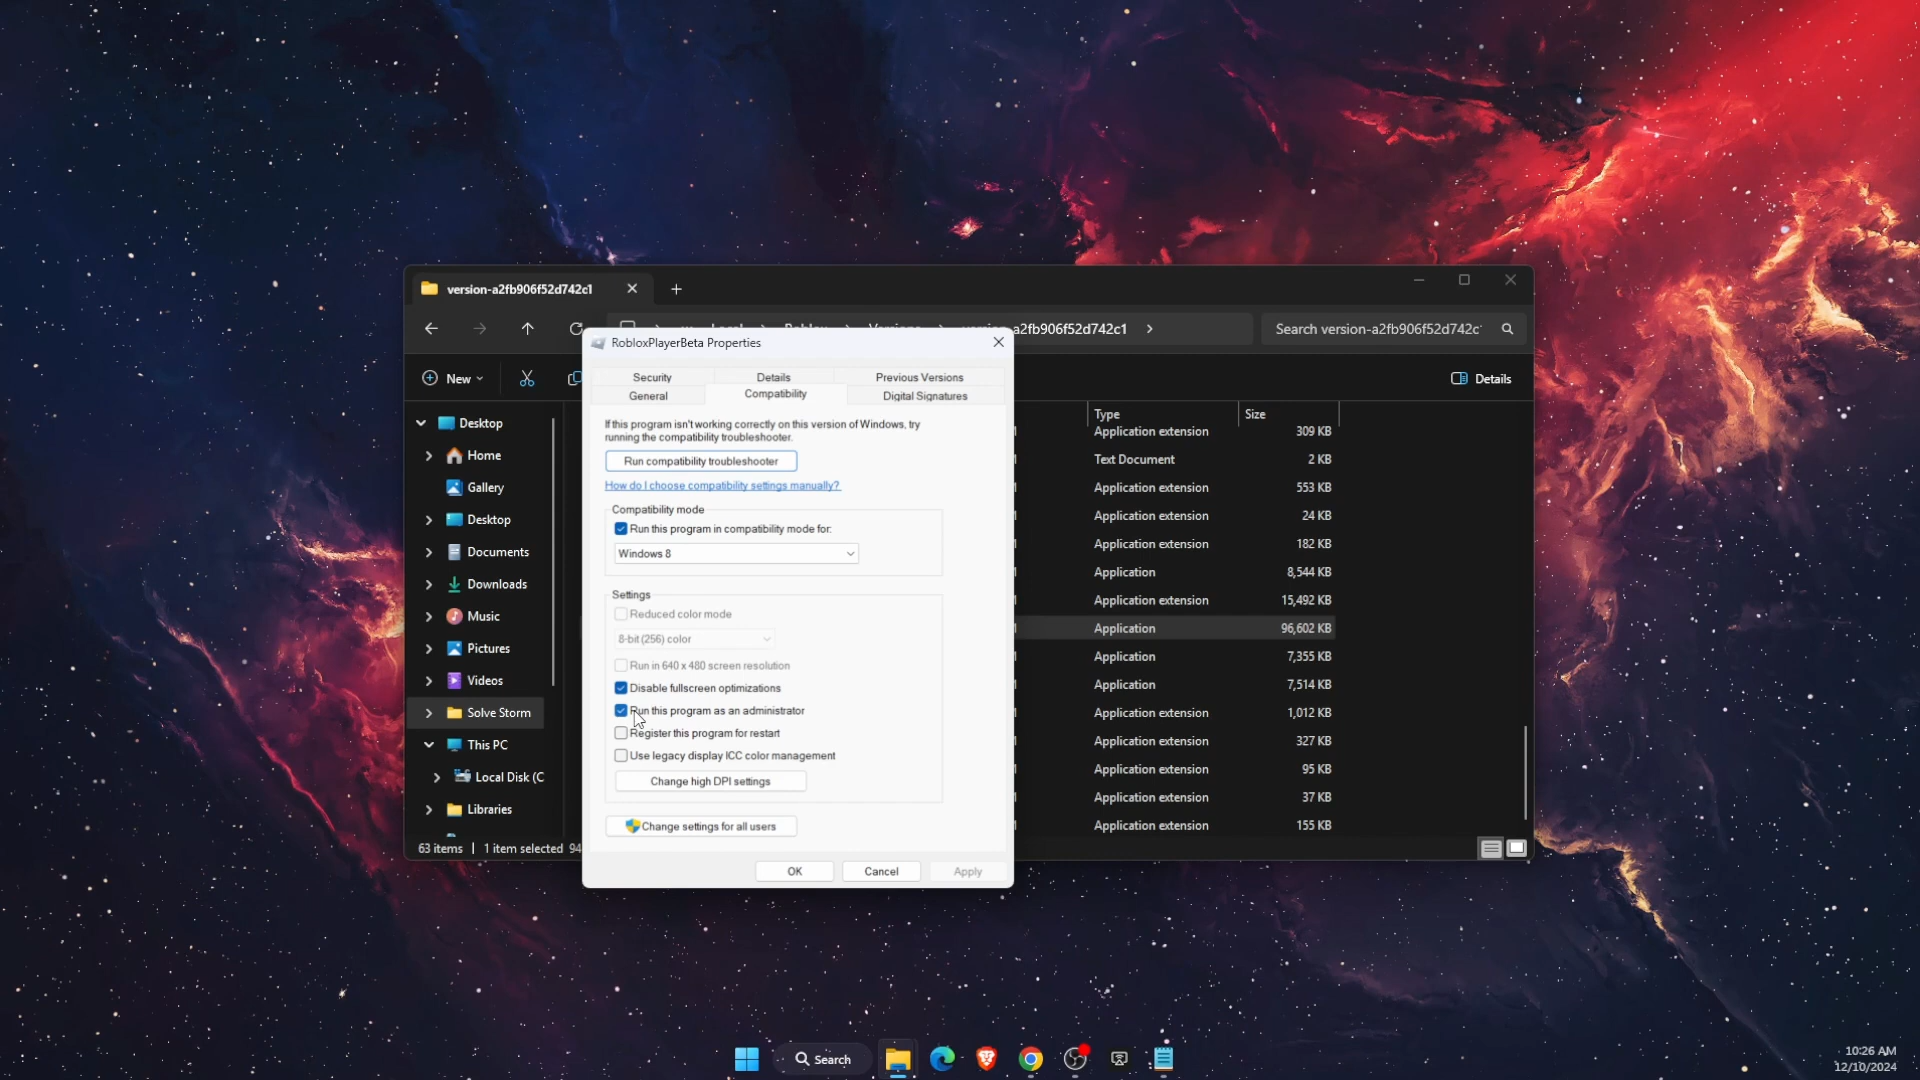 version-a2fb906f52d742c1
a2fb906f52d742c1
Search version-a2fb906f52d742c
RobloxPlayerBeta Properties
New
Details
Security
Details
Previous Versions
General
Compatibility
Digital Signatures
If this program isn't working correctly on this version of Windows, try
running the compatibility troubleshooter.
Run compatibility troubleshooter
How do I choose compatibility settings manually?
Compatibility mode
Run this program in compatibility mode for:
Windows 8
Settings
Reduced color mode
8-bit (256) color
Run in 640 x 480 screen resolution
Disable fullscreen optimizations
Run this program as an administrator
Register this program for restart
Use legacy display ICC color management
Change high DPI settings
Change settings for all users
OK
Cancel
Apply
Desktop
Home
Gallery
Desktop
Documents
Downloads
Music
Pictures
Videos
Solve Storm
This PC
Local Disk (C
Libraries
63 items
1 item selected 94
Type
Size
Application extension 309 KB
Text Document 2 KB
Application extension 553 KB
Application extension 24 KB
Application extension 182 KB
Application 8,544 KB
Application extension 15,492 KB
Application 96,602 KB
Application 7,355 KB
Application 7,514 KB
Application extension 1,012 KB
Application extension 327 KB
Application extension 95 KB
Application extension 37 KB
Application extension 155 KB
Search
10:26 AM
12/10/2024